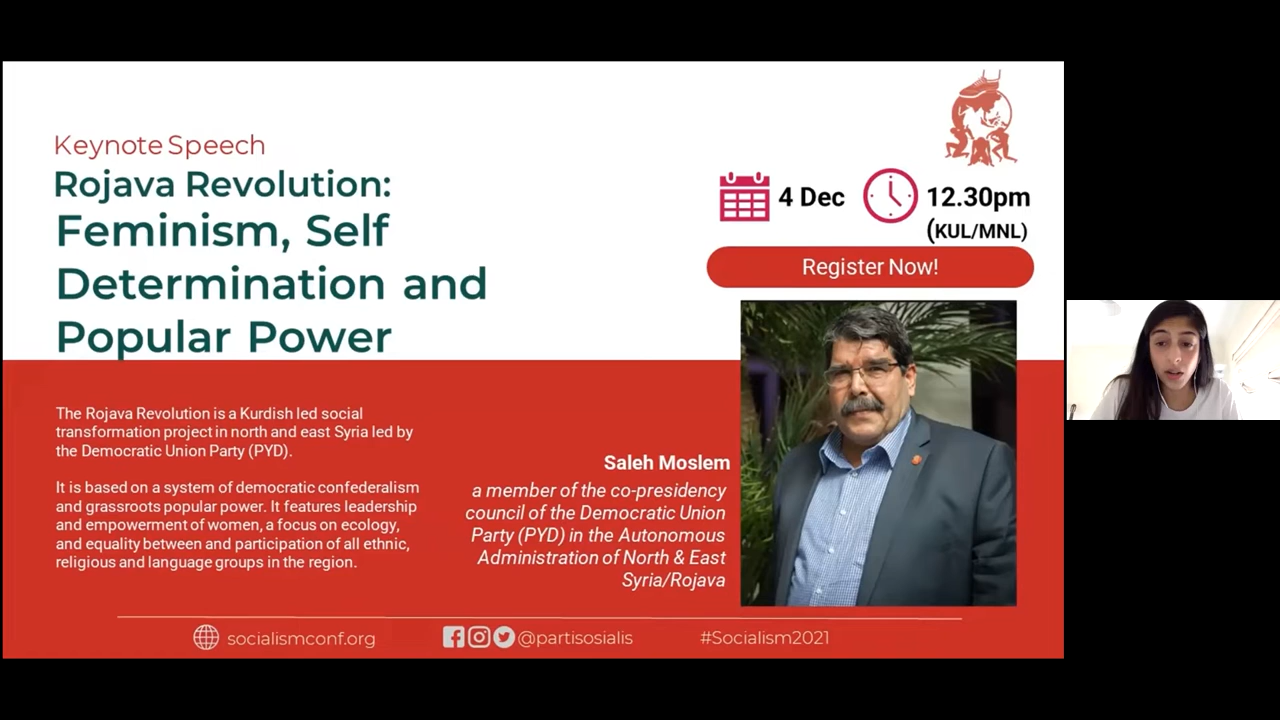 Keynote Speech
Rojava Revolution:
Feminism, Self
Determination and
Popular Power
4 Dec
12.30pm
(KUL/MNL)
Register Now!
The Rojava Revolution is a Kurdish led social
transformation project in north and east Syria led by
the Democratic Union Party (PYD).
It is based on a system of democratic confederalism
and grassroots popular power. It features leadership
and empowerment of women, a focus on ecology,
and equality between and participation of all ethnic,
religious and language groups in the region.
Saleh Moslem
a member of the co-presidency
council of the Democratic Union
Party (PYD) in the Autonomous
Administration of North & East
Syria/Rojava
socialismconf.org
@partisosialis
#Socialism2021